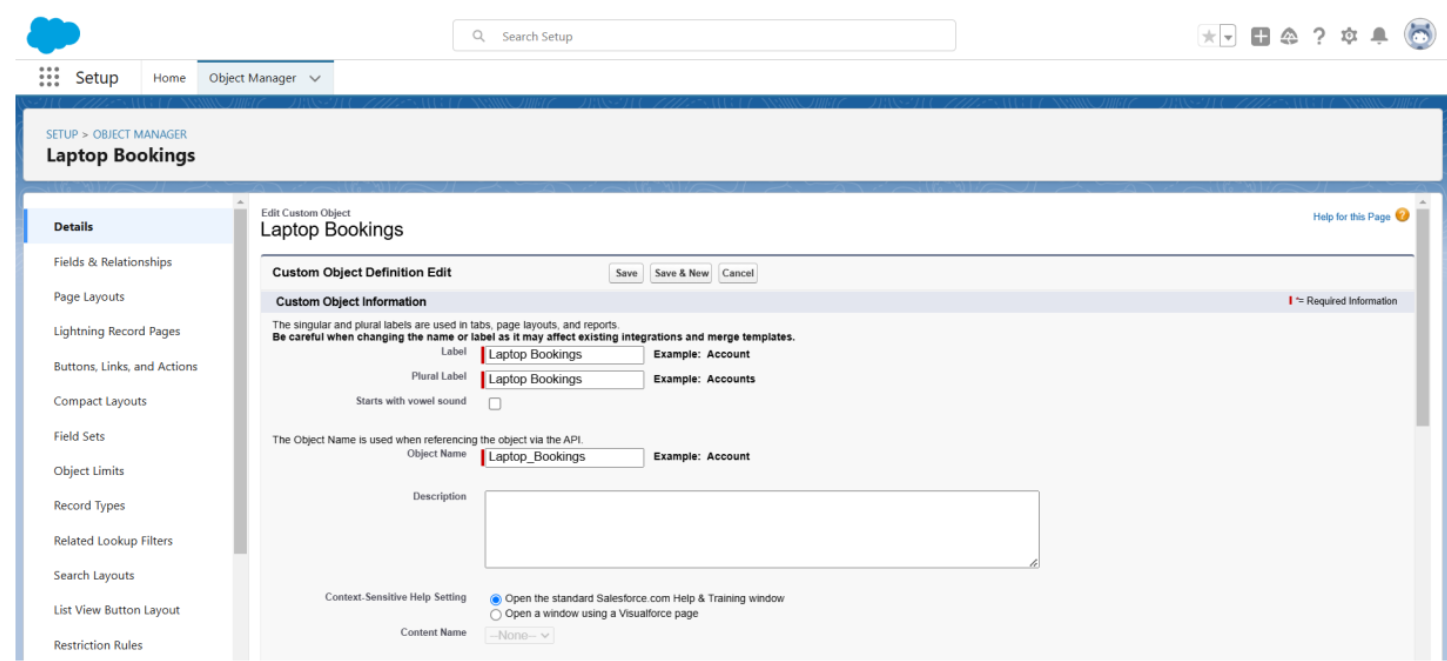 Search Setup
Setup Home Object Manager
SETUP > OBJECT MANAGER
Laptop Bookings
Details
Fields & Relationships
Page Layouts
Lightning Record Pages
Buttons, Links, and Actions
Compact Layouts
Field Sets
Object Limits
Record Types
Related Lookup Filters
Search Layouts
List View Button Layout
Restriction Rules
Edit Custom Object
Laptop Bookings
Help for this Page
Custom Object Definition Edit Save Save & New Cancel
Custom Object Information = Required Information
The singular and plural labels are used in tabs, page layouts, and reports.
Be careful when changing the name or label as it may affect existing integrations and merge templates.
Label Laptop Bookings Example: Account
Plural Label Laptop Bookings Example: Accounts
Starts with vowel sound
The Object Name is used when referencing the object via the API.
Object Name Laptop_Bookings Example: Account
Description
Context-Sensitive Help Setting Open the standard Salesforce.com Help & Training window
Open a window using a Visualforce page
Content Name --None--